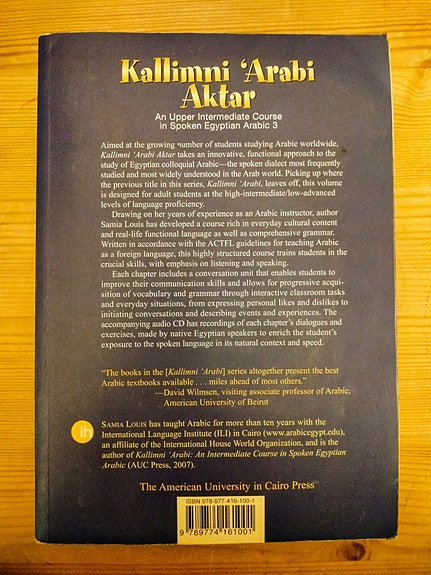 Kallimni ‘Arabi
Aktar
An Upper Intermediate Course
in Spoken Egyptian Arabic 3
Aimed at the growing number of students studying Arabic worldwide,
Kallimni ‘Arabi Aktar takes an innovative, functional approach to the
study of Egyptian colloquial Arabic—the spoken dialect most frequently
studied and most widely understood in the Arab world. Picking up where
the previous title in this series, Kallimni ‘Arabi, leaves off, this volume
is designed for adult students at the high-intermediate/low-advanced
levels of language proficiency.
Drawing on her years of experience as an Arabic instructor, author
Samia Louis has developed a course rich in everyday cultural content
and real-life functional language as well as comprehensive grammar.
Written in accordance with the ACTFL guidelines for teaching Arabic
as a foreign language, this highly structured course trains students in the
crucial skills, with emphasis on listening and speaking.
Each chapter includes a conversation unit that enables students to
improve their communication skills and allows for progressive acqui-
sition of vocabulary and grammar through interactive classroom tasks
and everyday situations, from expressing personal likes and dislikes to
initiating conversations and describing events and experiences. The
accompanying audio CD has recordings of each chapter’s dialogues and
exercises, made by native Egyptian speakers to enrich the student’s
exposure to the spoken language in its natural context and speed.
“The books in the [Kallimni ‘Arabi] series altogether present the best
Arabic textbooks available . . . miles ahead of most others.”
—David Wilmsen, visiting associate professor of Arabic,
American University of Beirut
ih
SAMIA LOUIS has taught Arabic for more than ten years with the
International Language Institute (ILI) in Cairo (www.arabicegypt.edu),
an affiliate of the International House World Organization, and is the
author of Kallimni ‘Arabi: An Intermediate Course in Spoken Egyptian
Arabic (AUC Press, 2007).
The American University in Cairo Press
ISBN 978-977-416-100-1
9 789774 161001